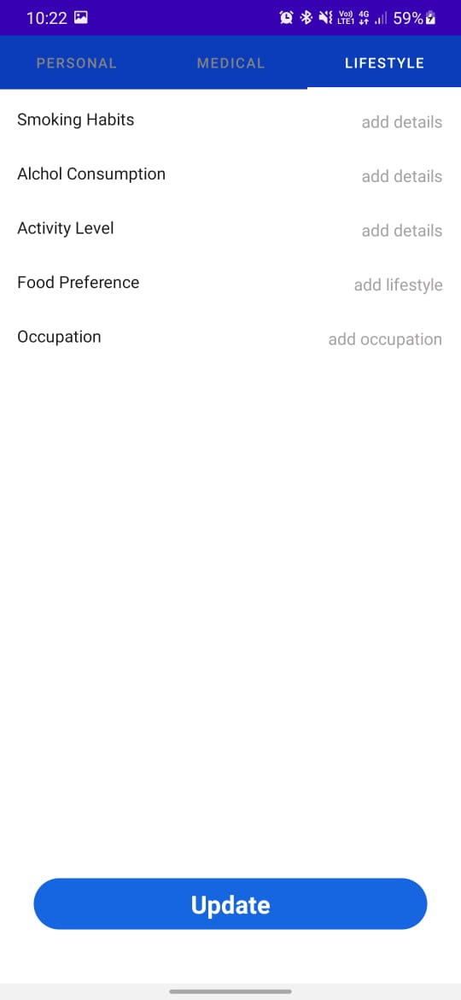 10:22 Vo) 4G LTE1 59%
PERSONAL MEDICAL LIFESTYLE
Smoking Habits add details
Alchol Consumption add details
Activity Level add details
Food Preference add lifestyle
Occupation add occupation
Update